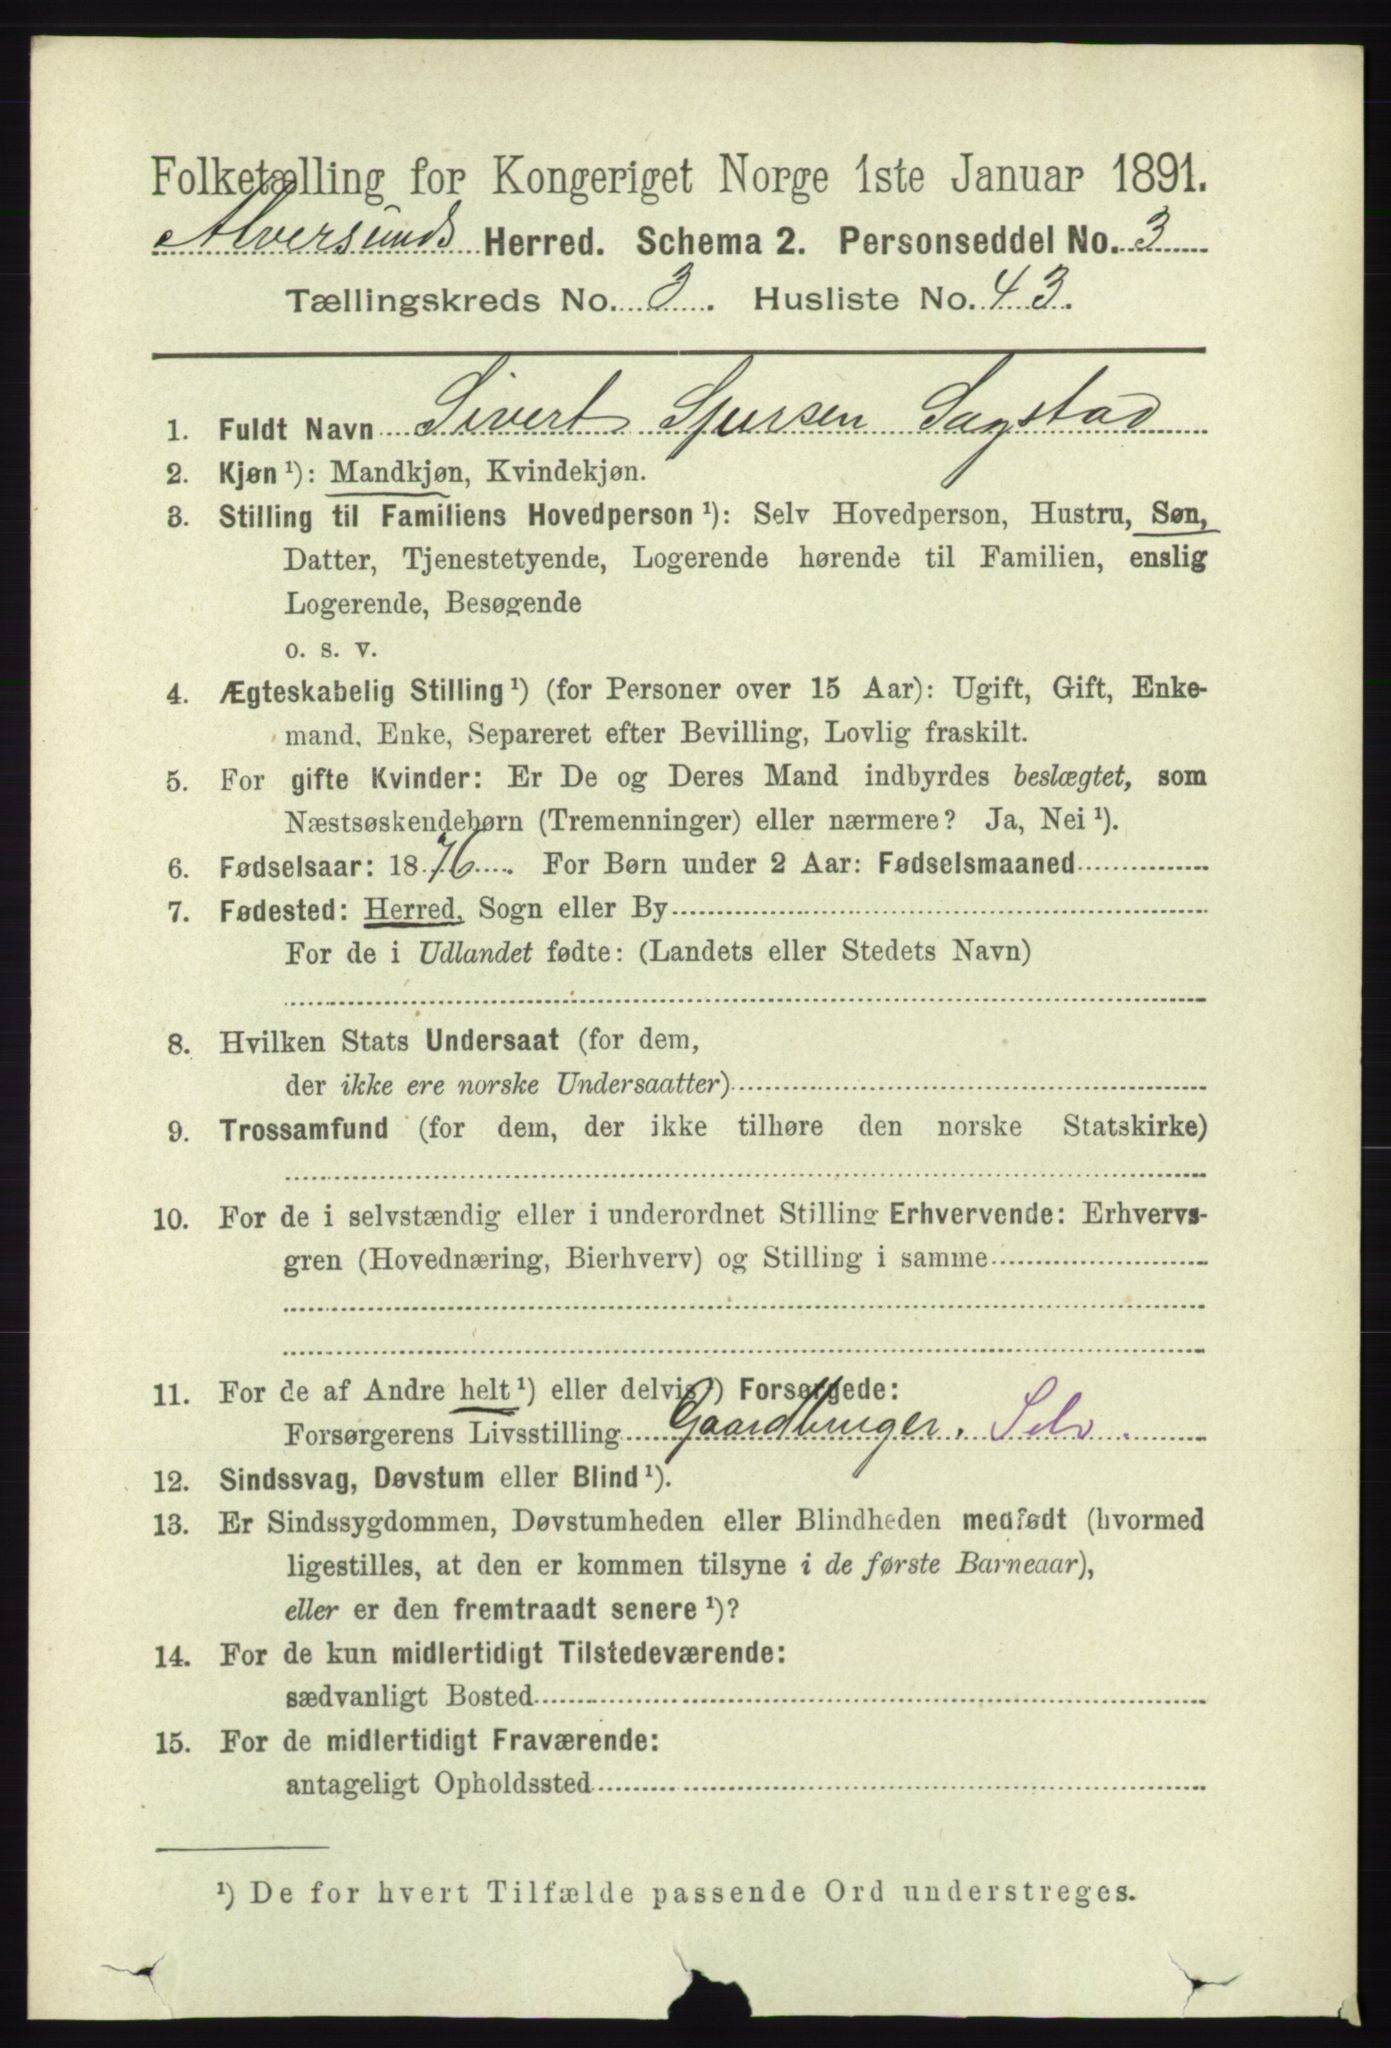 Folketælling for Kongeriget Norge 1ste Januar 1891.
Alversunds Herred. Schema 2. Personseddel No. 3
Tællingskreds No. 3. Husliste No. 43.
1. Fuldt Navn Sivert Sjursen Sagstad
2. Kjøn ¹): Mandkjøn, Kvindekjøn.
3. Stilling til Familiens Hovedperson ¹): Selv Hovedperson, Hustru, Søn,
Datter, Tjenestetyende, Logerende hørende til Familien, enslig
Logerende, Besøgende
o. s. v.
4. Ægteskabelig Stilling ¹) (for Personer over 15 Aar): Ugift, Gift, Enke-
mand, Enke, Separeret efter Bevilling, Lovlig fraskilt.
5. For gifte Kvinder: Er De og Deres Mand indbyrdes beslægtet, som
Næstsøskendebørn (Tremenninger) eller nærmere? Ja, Nei ¹).
6. Fødselsaar: 1876. For Børn under 2 Aar: Fødselsmaaned
7. Fødested: Herred, Sogn eller By
For de i Udlandet fødte: (Landets eller Stedets Navn)
8. Hvilken Stats Undersaat (for dem,
der ikke ere norske Undersaatter)
9. Trossamfund (for dem, der ikke tilhøre den norske Statskirke)
10. For de i selvstændig eller i underordnet Stilling Erhvervende: Erhvervs-
gren (Hovednæring, Bierhverv) og Stilling i samme
11. For de af Andre helt ¹) eller delvis ¹) Forsørgede:
Forsørgerens Livsstilling Gaardbruger. Selv.
12. Sindssvag, Døvstum eller Blind ¹).
13. Er Sindssygdommen, Døvstumheden eller Blindheden medfødt (hvormed
ligestilles, at den er kommen tilsyne i de første Barneaar),
eller er den fremtraadt senere ¹)?
14. For de kun midlertidigt Tilstedeværende:
sædvanligt Bosted
15. For de midlertidigt Fraværende:
antageligt Opholdssted
¹) De for hvert Tilfælde passende Ord understreges.